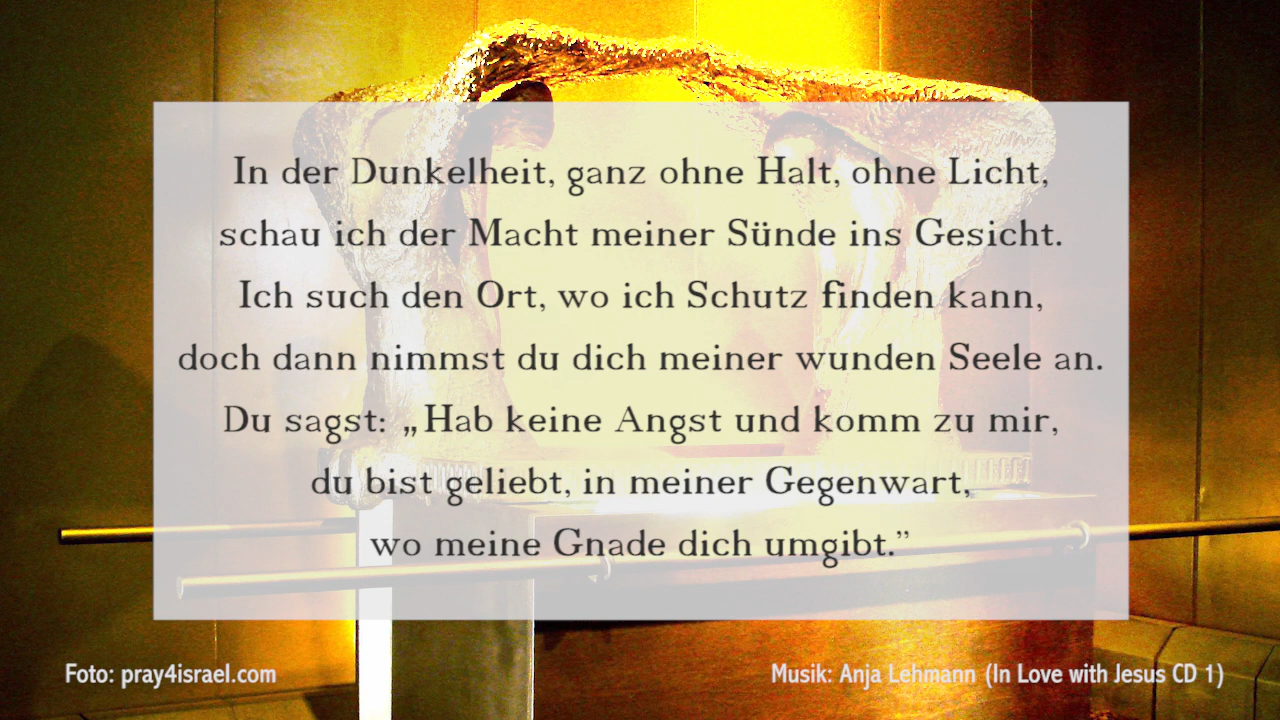 In der Dunkelheit, ganz ohne Halt, ohne Licht,
schau ich der Macht meiner Sünde ins Gesicht.
Ich such den Ort, wo ich Schutz finden kann,
doch dann nimmst du dich meiner wunden Seele an.
Du sagst: „Hab keine Angst und komm zu mir,
du bist geliebt, in meiner Gegenwart,
wo meine Gnade dich umgibt.”
Foto: pray4israel.com
Musik: Anja Lehmann (In Love with Jesus CD 1)